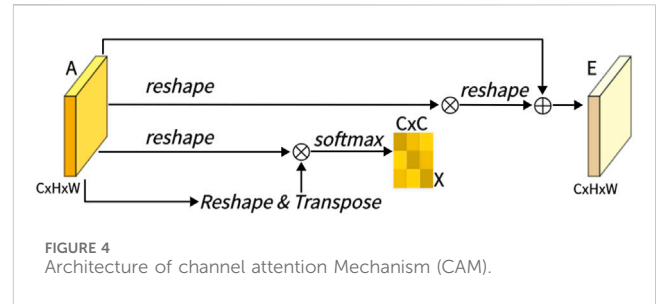 A
E
reshape
reshape
CxC
reshape
softmax
X
CxHxW
CxHxW
Reshape & Transpose
FIGURE 4
Architecture of channel attention Mechanism (CAM).